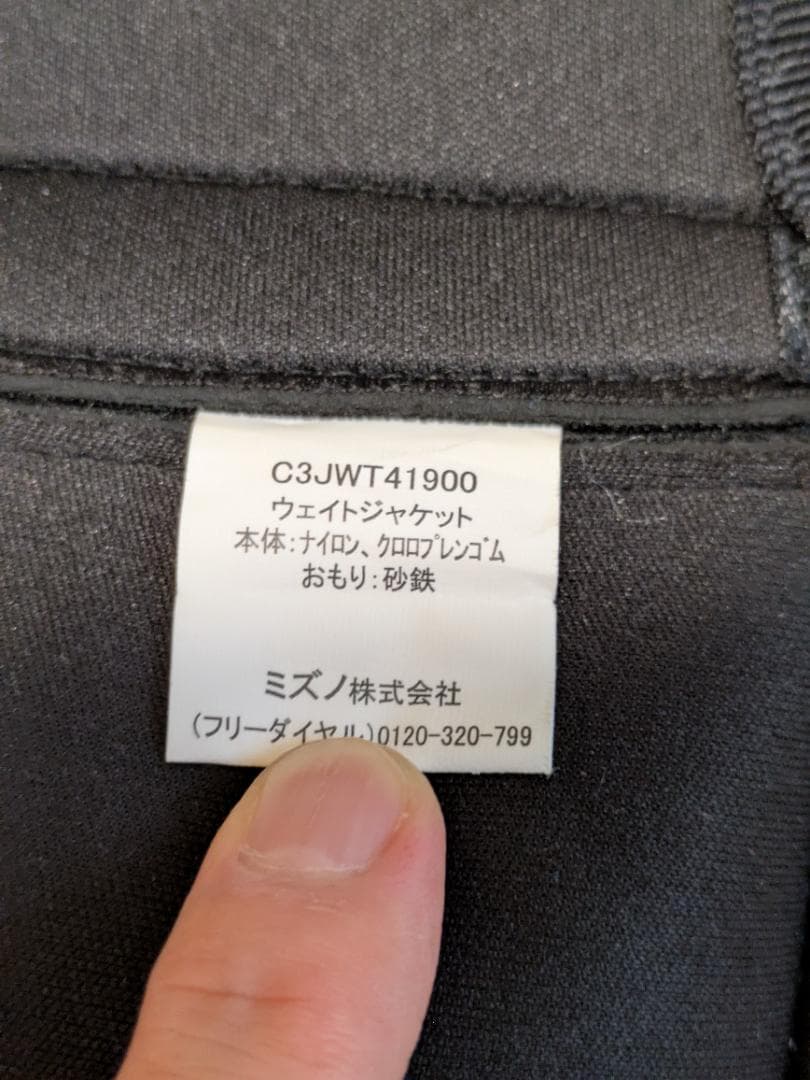 C3JWT41900
ウェイトジャケット
本体:ナイロン、クロロプレンゴム
おもり:砂鉄
ミズノ株式会社
(フリーダイヤル)0120-320-799